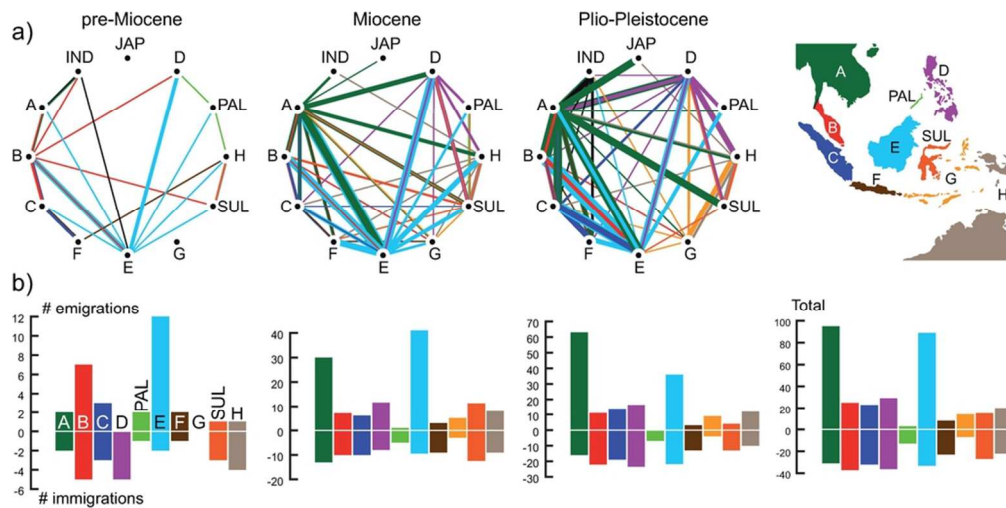 a)
pre-Miocene
Miocene
Plio-Pleistocene
IND
JAP
D
A
PAL
B
H
C
SUL
F
E
G
IND
JAP
D
A
PAL
B
H
C
SUL
F
E
G
IND
JAP
D
A
PAL
B
H
C
SUL
F
E
G
A
D
PAL
B
E
SUL
C
F
G
H
b)
# emigrations
12
10
8
6
4
2
0
-2
-4
-6
A
B
C
D
PAL
E
F
G
SUL
H
# immigrations
40
30
20
10
0
-10
-20
70
60
50
40
30
20
10
0
-10
-20
-30
Total
100
80
60
40
20
0
-20
-40